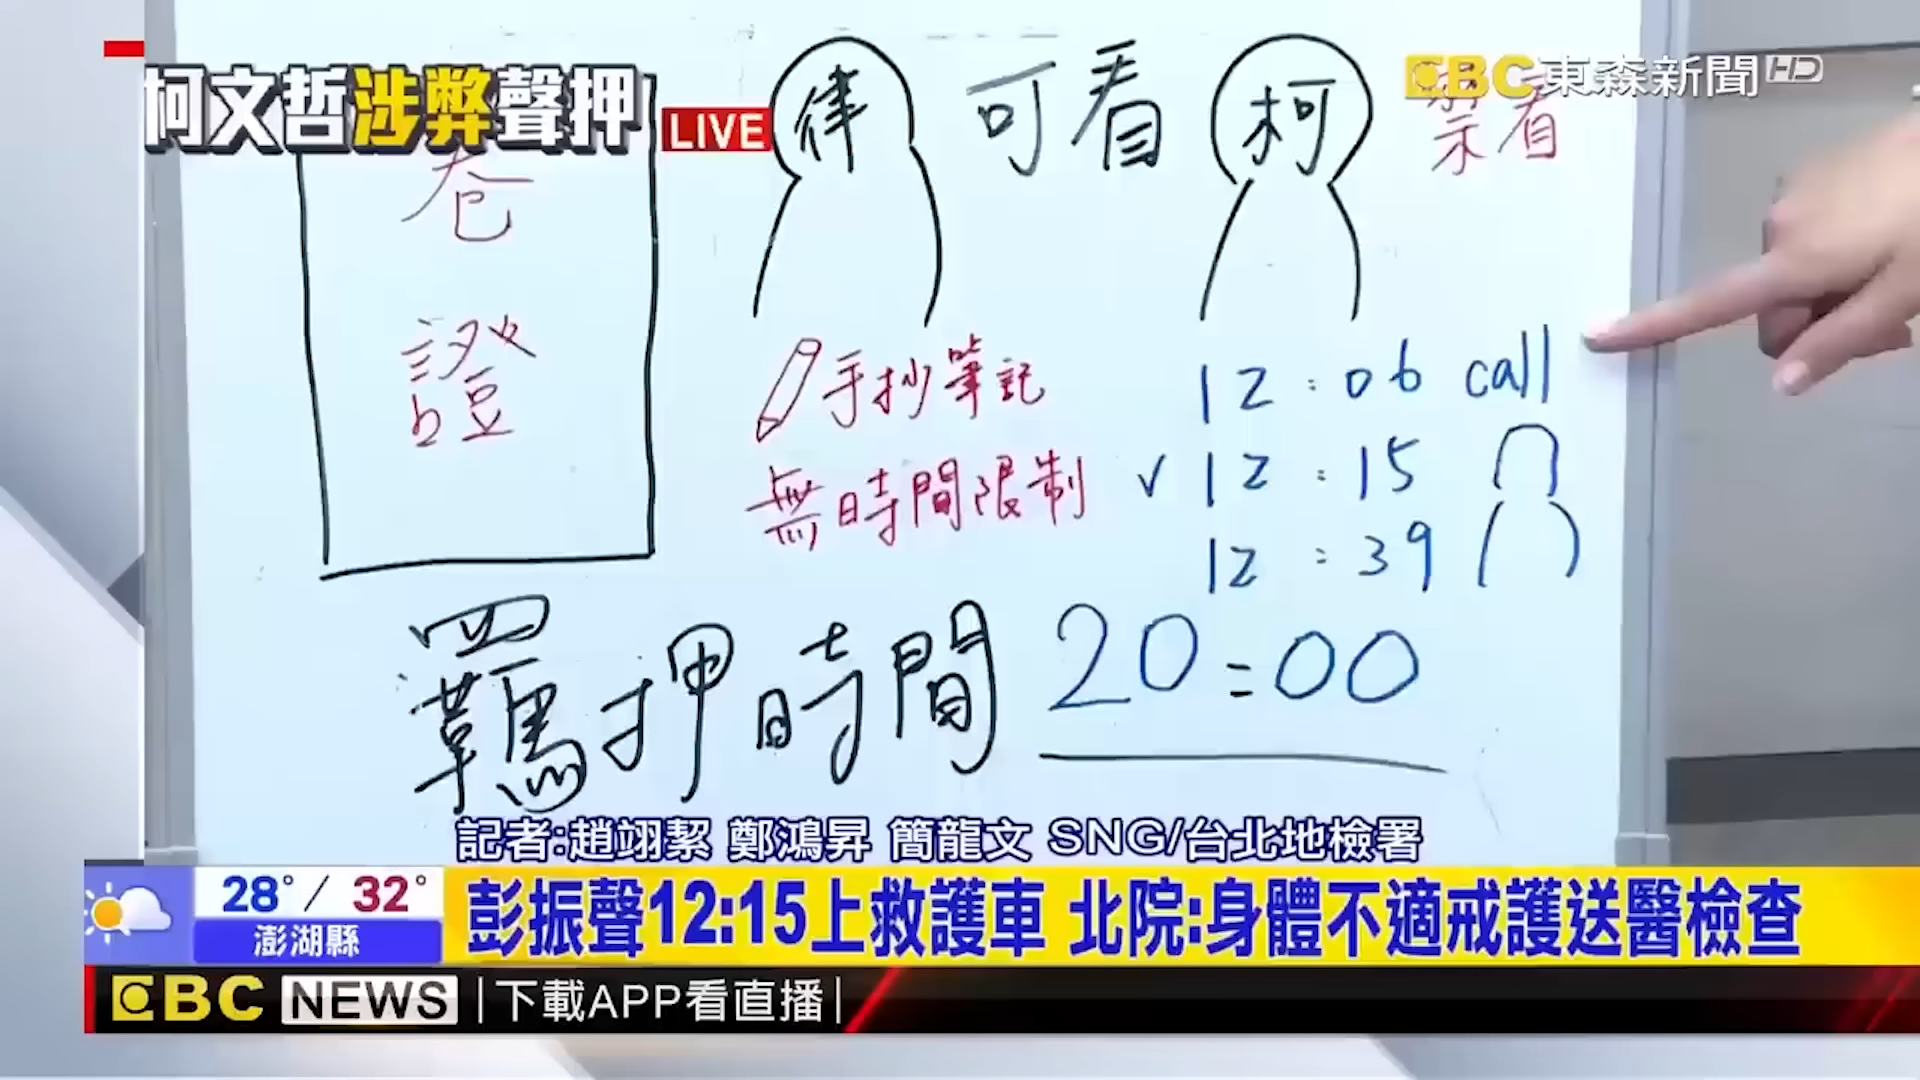 柯文哲涉弊聲押
LIVE
EBC東森新聞HD
律 可看 柯 禁看
卷
證
手抄筆記
無時間限制
12:06 call
✓12:15
12:39
羈押時間 20:00
記者:趙翊絜 鄭鴻昇 簡龍文 SNG/台北地檢署
28°/32°
澎湖縣
彭振聲12:15上救護車 北院:身體不適戒護送醫檢查
EBC NEWS |下載APP看直播|